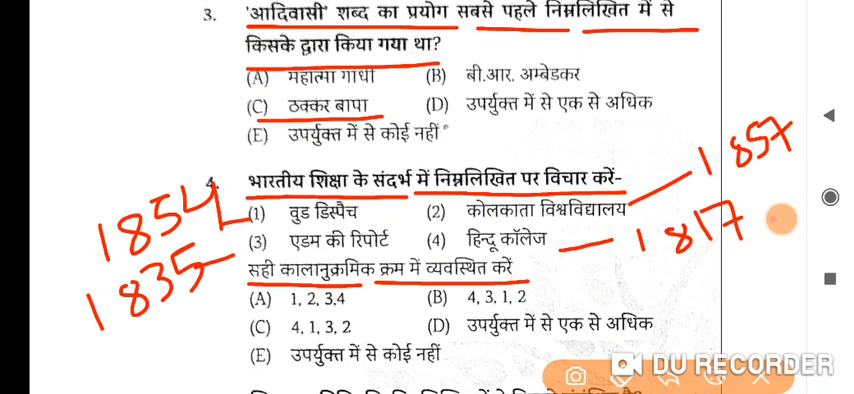 3. 'आदिवासी' शब्द का प्रयोग सबसे पहले निम्नलिखित में से
किसके द्वारा किया गया था?
(A) महात्मा गांधी (B) बी.आर. अम्बेडकर
(C) ठक्कर बापा (D) उपर्युक्त में से एक से अधिक
(E) उपर्युक्त में से कोई नहीं
4. भारतीय शिक्षा के संदर्भ में निम्नलिखित पर विचार करें-
1857
1854 (1) वुड डिस्पैच (2) कोलकाता विश्वविद्यालय
1835 (3) एडम की रिपोर्ट (4) हिन्दू कॉलेज 1817
सही कालानुक्रमिक क्रम में व्यवस्थित करें
(A) 1, 2, 3,4 (B) 4, 3, 1, 2
(C) 4, 1, 3, 2 (D) उपर्युक्त में से एक से अधिक
(E) उपर्युक्त में से कोई नहीं
DU RECORDER